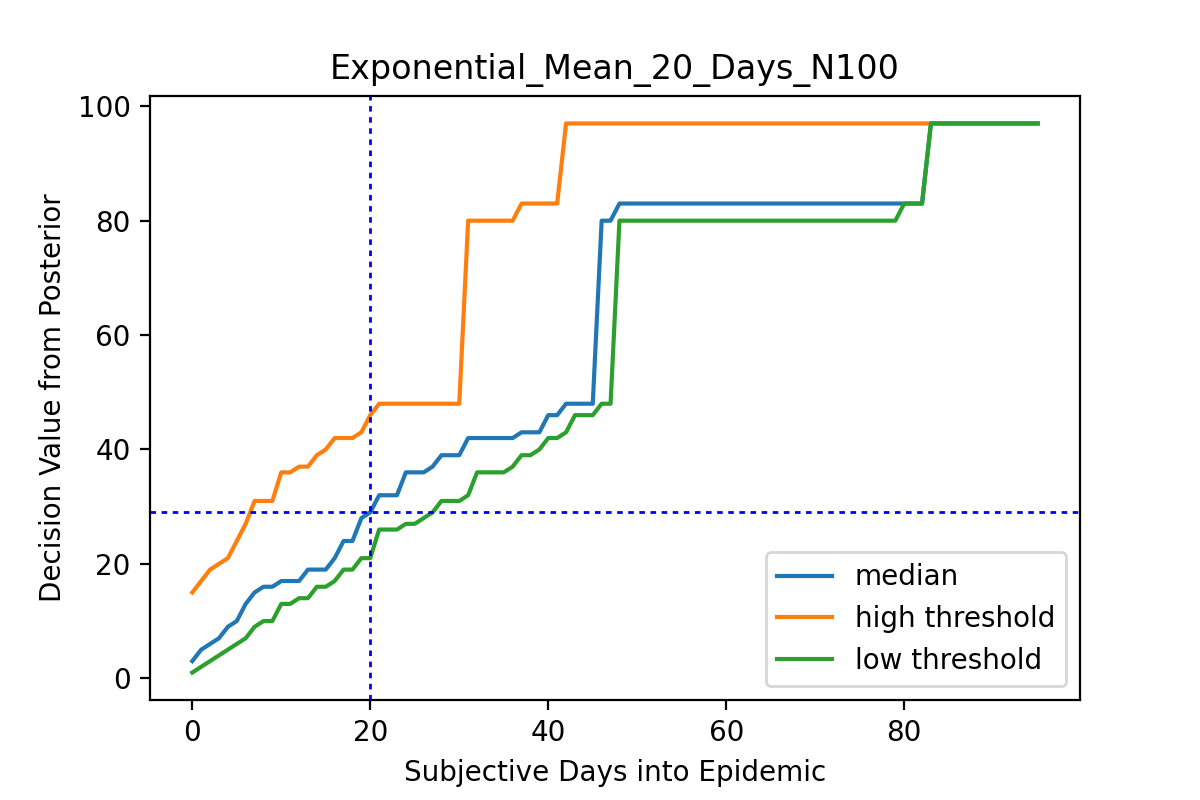 Exponential_Mean_20_Days_N100
Decision Value from Posterior
100
80
60
40
20
0
median
high threshold
low threshold
0 20 40 60 80
Subjective Days into Epidemic